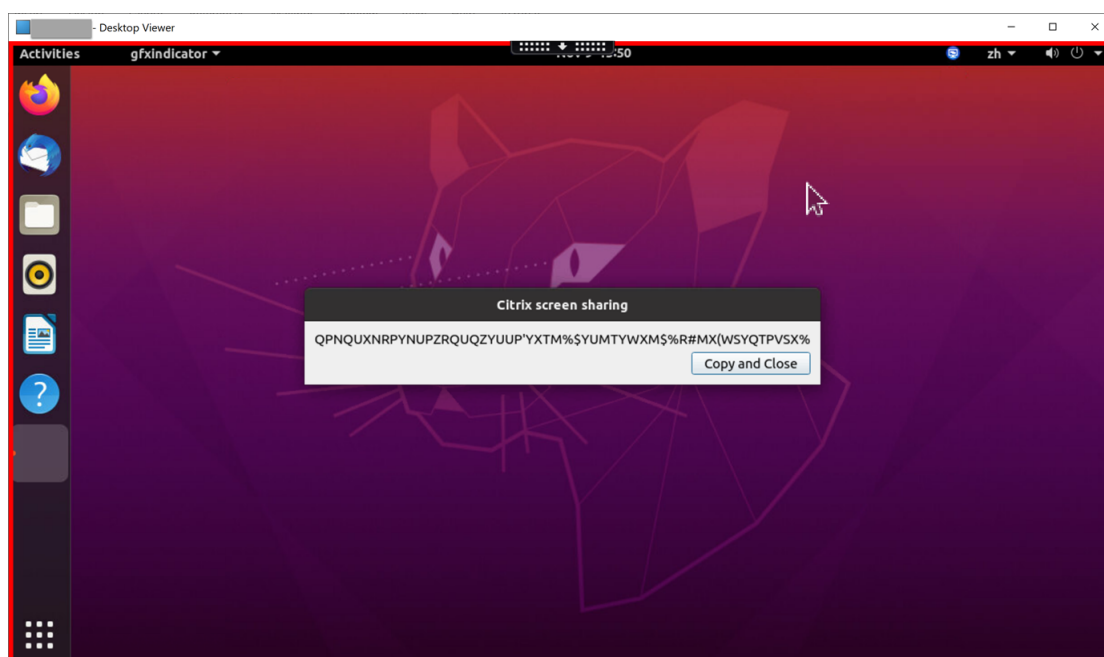 - Desktop Viewer
Activities
gfxindicator
zh
Citrix screen sharing
QPNQUXNRPYNUPZRQUQZYUUP'YXTM%$YUMTYWXM$%R#MX(WSYQTPVSX%
Copy and Close